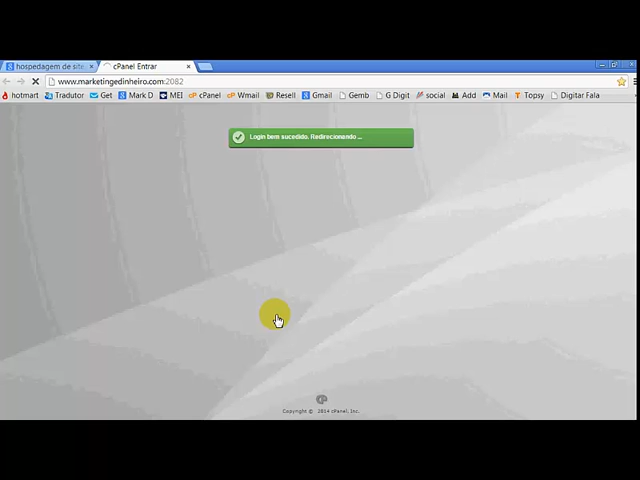 hospedagem de site
cPanel Entrar
www.marketingedinheiro.com:2082
hotmart Tradutor Get Mark D MEI cPanel Wmail Resell Gmail Gemb G Digit social Add Mail Topsy Digitar Fala
Login bem sucedido. Redirecionando ...
Copyright © 2014 cPanel, Inc.